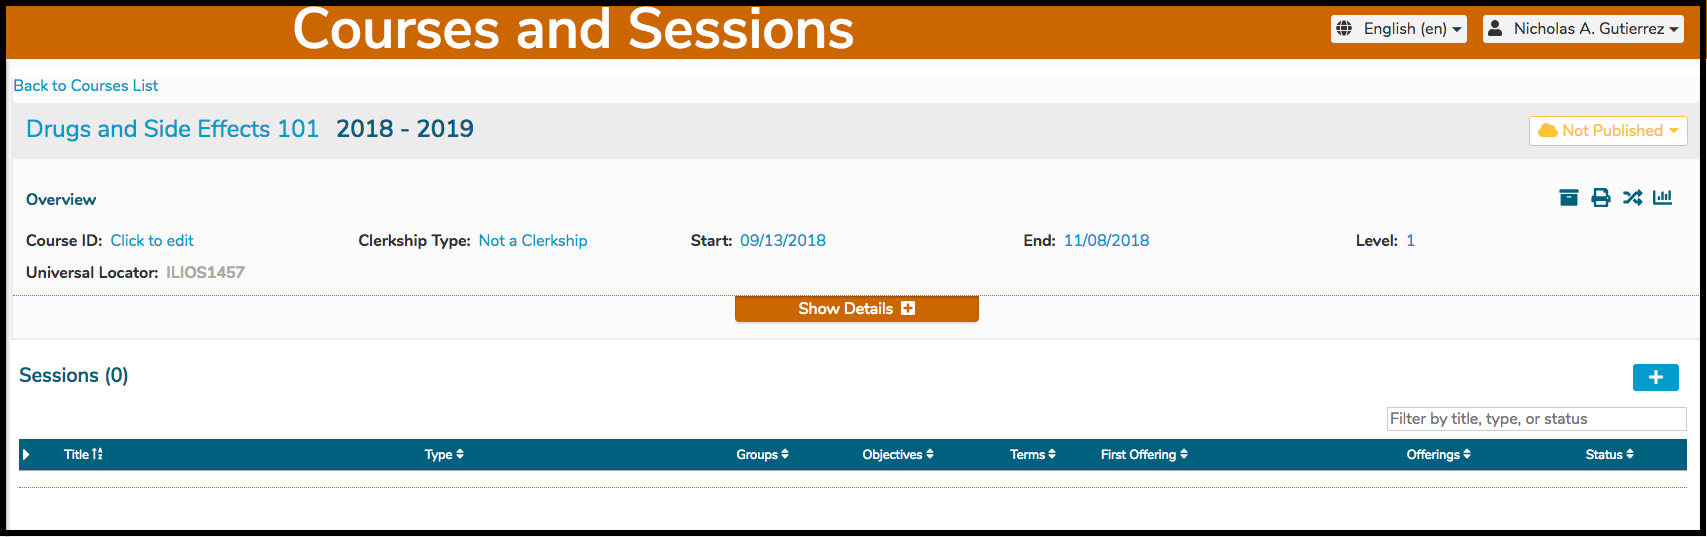 Courses and Sessions
English (en)
Nicholas A. Gutierrez
Back to Courses List
Drugs and Side Effects 101 2018 - 2019
Not Published
Overview
Course ID: Click to edit Clerkship Type: Not a Clerkship Start: 09/13/2018 End: 11/08/2018 Level: 1
Universal Locator: ILIOS1457
Show Details
Sessions (0)
Filter by title, type, or status
Title Type Groups Objectives Terms First Offering Offerings Status